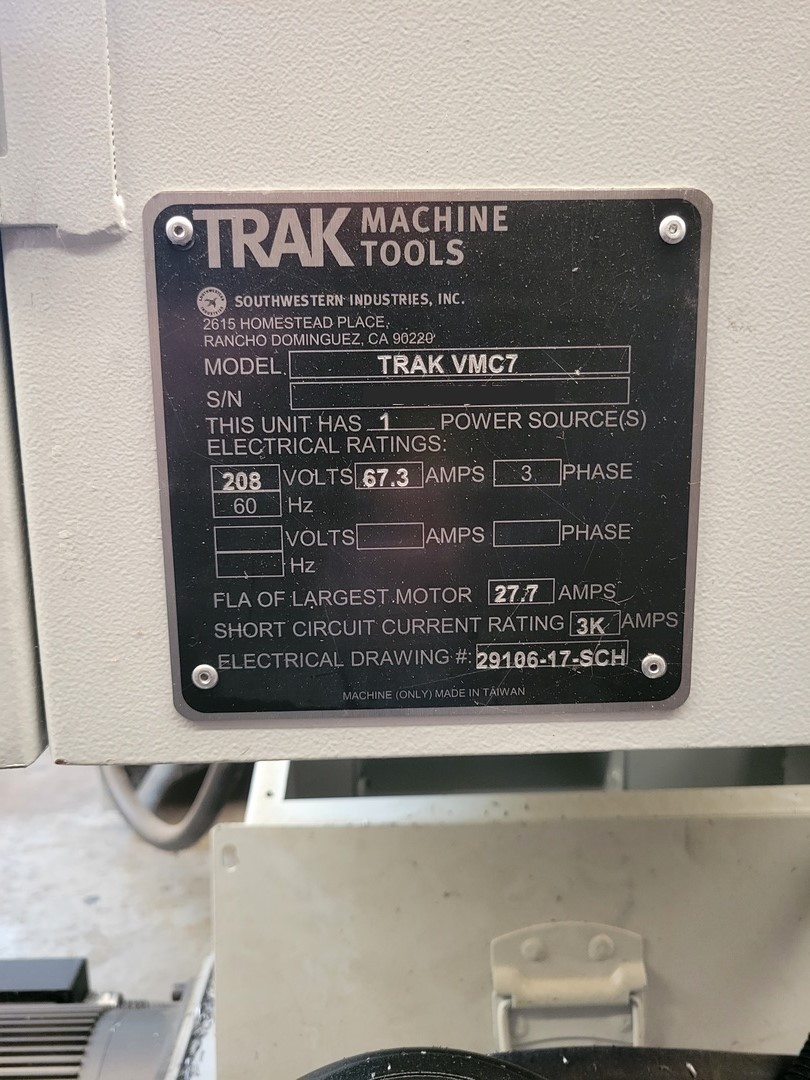 TRAK MACHINE TOOLS
SOUTHWESTERN INDUSTRIES, INC.
2615 HOMESTEAD PLACE,
RANCHO DOMINGUEZ, CA 90220
MODEL TRAK VMC7
S/N
THIS UNIT HAS 1 POWER SOURCE(S)
ELECTRICAL RATINGS:
208 VOLTS 67.3 AMPS 3 PHASE
60 Hz
VOLTS AMPS PHASE
Hz
FLA OF LARGEST MOTOR 27.7 AMPS
SHORT CIRCUIT CURRENT RATING 3K AMPS
ELECTRICAL DRAWING #: 29106-17-SCH
MACHINE (ONLY) MADE IN TAIWAN